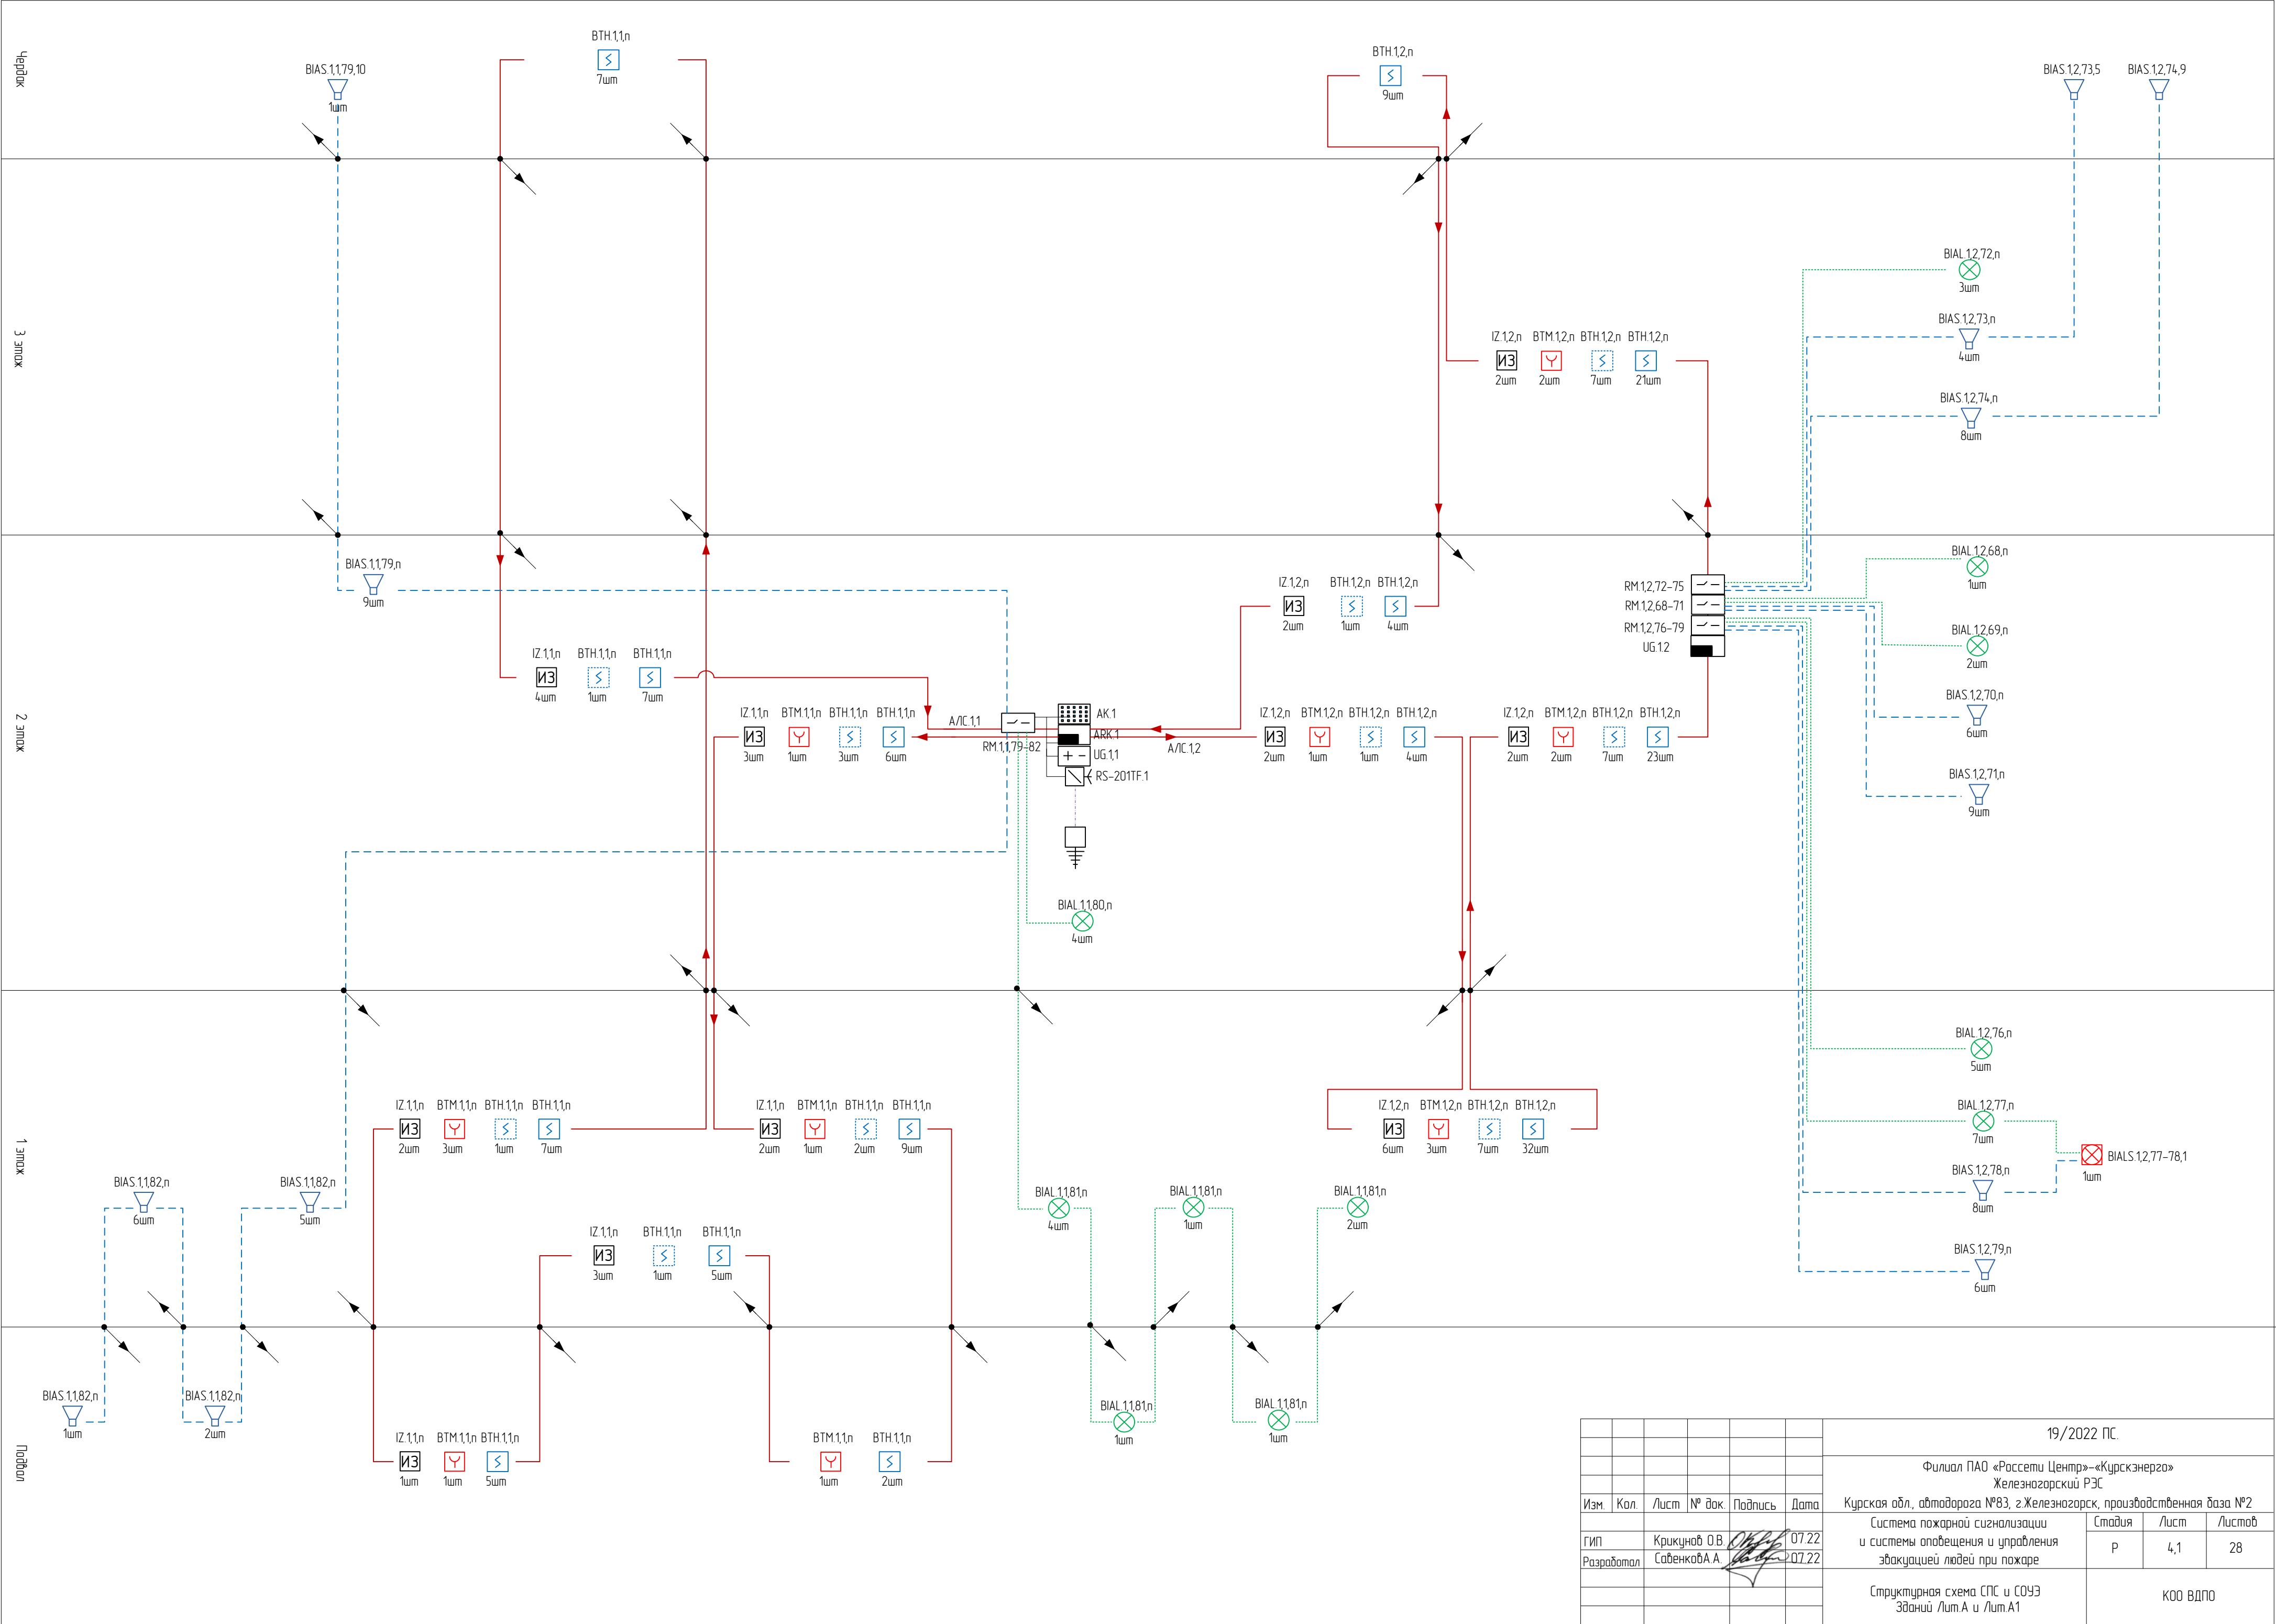 Чердак
BIAS.1,1,79,10
1шт
BTH.1,1,n
7шт
BTH.1,2,n
9шт
BIAS.1,2,73,5
BIAS.1,2,74,9
3 этаж
BIAL.1,2,72,n
3шт
BIAS.1,2,73,n
4шт
BIAS.1,2,74,n
8шт
IZ.1,2,n BTM.1,2,n BTH.1,2,n BTH.1,2,n
ИЗ
2шт 2шт 7шт 21шт
2 этаж
BIAS.1,1,79,n
9шт
IZ.1,1,n BTH.1,1,n BTH.1,1,n
ИЗ
4шт 1шт 7шт
IZ.1,1,n BTM.1,1,n BTH.1,1,n BTH.1,1,n
ИЗ
3шт 1шт 3шт 6шт
А/ЛС.1,1
RM.1,1,79-82
AK.1
ARK.1
UG.1,1
RS-201TF.1
А/ЛС.1,2
BIAL.1,1,80,n
4шт
IZ.1,2,n BTH.1,2,n BTH.1,2,n
ИЗ
2шт 1шт 4шт
IZ.1,2,n BTM.1,2,n BTH.1,2,n BTH.1,2,n
ИЗ
2шт 1шт 1шт 4шт
IZ.1,2,n BTM.1,2,n BTH.1,2,n BTH.1,2,n
ИЗ
2шт 2шт 7шт 23шт
RM.1,2,72-75
RM.1,2,68-71
RM.1,2,76-79
UG.1.2
BIAL.1,2,68,n
1шт
BIAL.1,2,69,n
2шт
BIAS.1,2,70,n
6шт
BIAS.1,2,71,n
9шт
1 этаж
BIAS.1,1,82,n
6шт
BIAS.1,1,82,n
5шт
IZ.1,1,n BTM.1,1,n BTH.1,1,n BTH.1,1,n
ИЗ
2шт 3шт 1шт 7шт
IZ.1,1,n BTM.1,1,n BTH.1,1,n BTH.1,1,n
ИЗ
2шт 1шт 2шт 9шт
IZ.1,1,n BTH.1,1,n BTH.1,1,n
ИЗ
3шт 1шт 5шт
BIAL.1,1,81,n
4шт
BIAL.1,1,81,n
1шт
BIAL.1,1,81,n
2шт
IZ.1,2,n BTM.1,2,n BTH.1,2,n BTH.1,2,n
ИЗ
6шт 3шт 7шт 32шт
BIAL.1,2,76,n
5шт
BIAL.1,2,77,n
7шт
BIALS.1,2,77-78,1
1шт
BIAS.1,2,78,n
8шт
BIAS.1,2,79,n
6шт
Подвал
BIAS.1,1,82,n
1шт
BIAS.1,1,82,n
2шт
IZ.1,1,n BTM.1,1,n BTH.1,1,n
ИЗ
1шт 1шт 5шт
BTM.1,1,n BTH.1,1,n
1шт 2шт
BIAL.1,1,81,n
1шт
BIAL.1,1,81,n
1шт
19/2022 ПС.
Филиал ПАО «Россети Центр»-«Курскэнерго»
Железногорский РЭС
Курская обл., автодорога №83, г.Железногорск, производственная база №2
Изм. Кол. Лист № док. Подпись Дата
ГИП Крикунов О.В. 07.22
Разработал СавенковА.А. 07.22
Система пожарной сигнализации
и системы оповещения и управления
эвакуацией людей при пожаре
Стадия Лист Листов
Р 4,1 28
Структурная схема СПС и СОУЭ
Зданий Лит.А и Лит.А1
КОО ВДПО